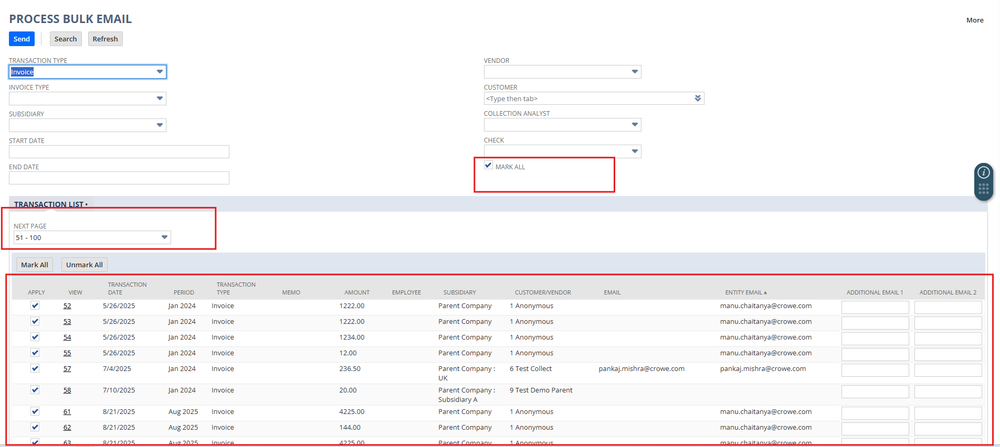 PROCESS BULK EMAIL
More
Send Search Refresh
TRANSACTION TYPE
Invoice
INVOICE TYPE
SUBSIDIARY
START DATE
END DATE
VENDOR
CUSTOMER
<Type then tab>
COLLECTION ANALYST
CHECK
MARK ALL
TRANSACTION LIST •
NEXT PAGE
51 - 100
Mark All Unmark All
APPLY VIEW TRANSACTION DATE PERIOD TRANSACTION TYPE MEMO AMOUNT EMPLOYEE SUBSIDIARY CUSTOMER/VENDOR EMAIL ENTITY EMAIL ▲ ADDITIONAL EMAIL 1 ADDITIONAL EMAIL 2
52 5/26/2025 Jan 2024 Invoice 1222.00 Parent Company 1 Anonymous manu.chaitanya@crowe.com
53 5/26/2025 Jan 2024 Invoice 1222.00 Parent Company 1 Anonymous manu.chaitanya@crowe.com
54 5/26/2025 Jan 2024 Invoice 1234.00 Parent Company 1 Anonymous manu.chaitanya@crowe.com
55 5/26/2025 Jan 2024 Invoice 12.00 Parent Company 1 Anonymous manu.chaitanya@crowe.com
57 7/4/2025 Jan 2024 Invoice 236.50 Parent Company : UK 6 Test Collect pankaj.mishra@crowe.com pankaj.mishra@crowe.com
58 7/10/2025 Jan 2024 Invoice 20.00 Parent Company : Subsidiary A 9 Test Demo Parent
61 8/21/2025 Aug 2025 Invoice 4225.00 Parent Company 1 Anonymous manu.chaitanya@crowe.com
62 8/21/2025 Aug 2025 Invoice 144.00 Parent Company 1 Anonymous manu.chaitanya@crowe.com
63 8/21/2025 Aug 2025 Invoice 4225.00 Parent Company 1 Anonymous manu.chaitanya@crowe.com